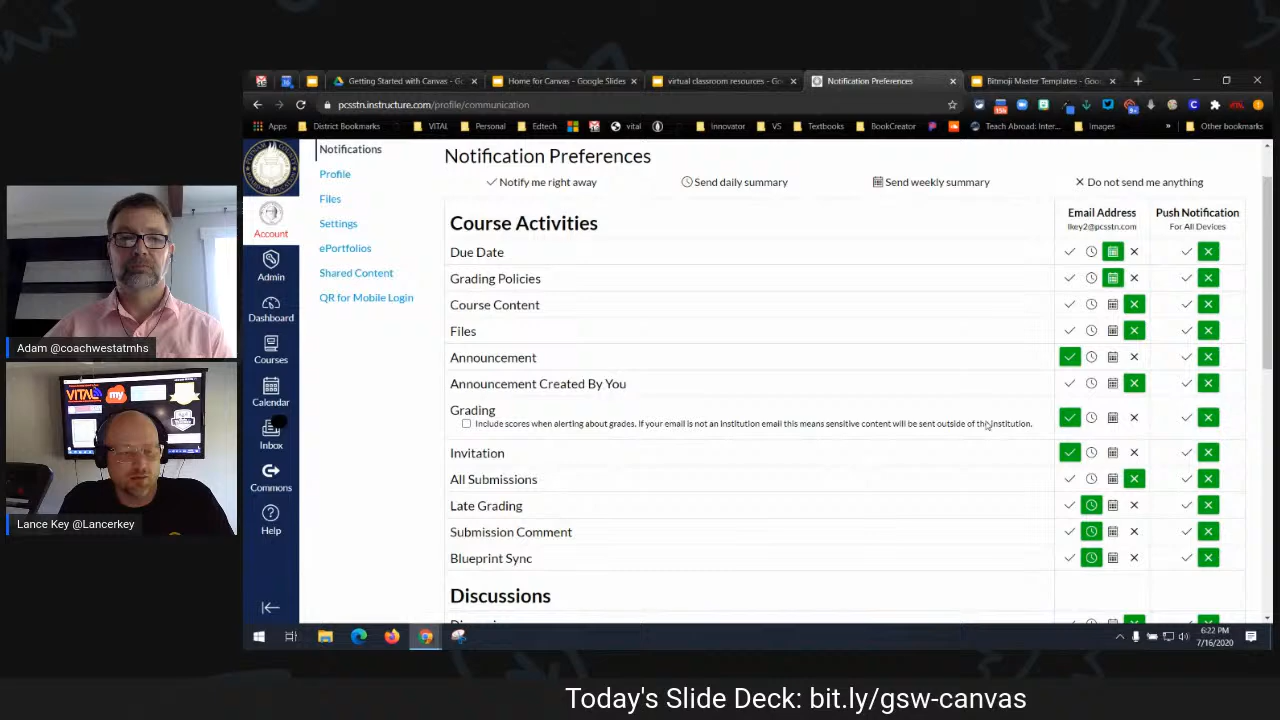 Getting Started with Canvas - Go
Home for Canvas - Google Slides
virtual classroom resources - Go
Notification Preferences
Bitmoji Master Templates - Goo
pcsstn.instructure.com/profile/communication
Apps
District Bookmarks
VITAL
Personal
Edtech
vital
Innovator
VS
Textbooks
BookCreator
Teach Abroad: Inter...
Images
»
Other bookmarks
Account
Admin
Dashboard
Courses
Calendar
Inbox
Commons
Help
Notifications
Profile
Files
Settings
ePortfolios
Shared Content
QR for Mobile Login
Notification Preferences
Notify me right away
Send daily summary
Send weekly summary
Do not send me anything
Course Activities
Email Address
lkey2@pcsstn.com
Push Notification
For All Devices
Due Date
Grading Policies
Course Content
Files
Announcement
Announcement Created By You
Grading
Include scores when alerting about grades. If your email is not an institution email this means sensitive content will be sent outside of the institution.
Invitation
All Submissions
Late Grading
Submission Comment
Blueprint Sync
Discussions
6:22 PM
7/16/2020
Adam @coachwestatmhs
VITAL
my
Lance Key @Lancerkey
Today's Slide Deck: bit.ly/gsw-canvas